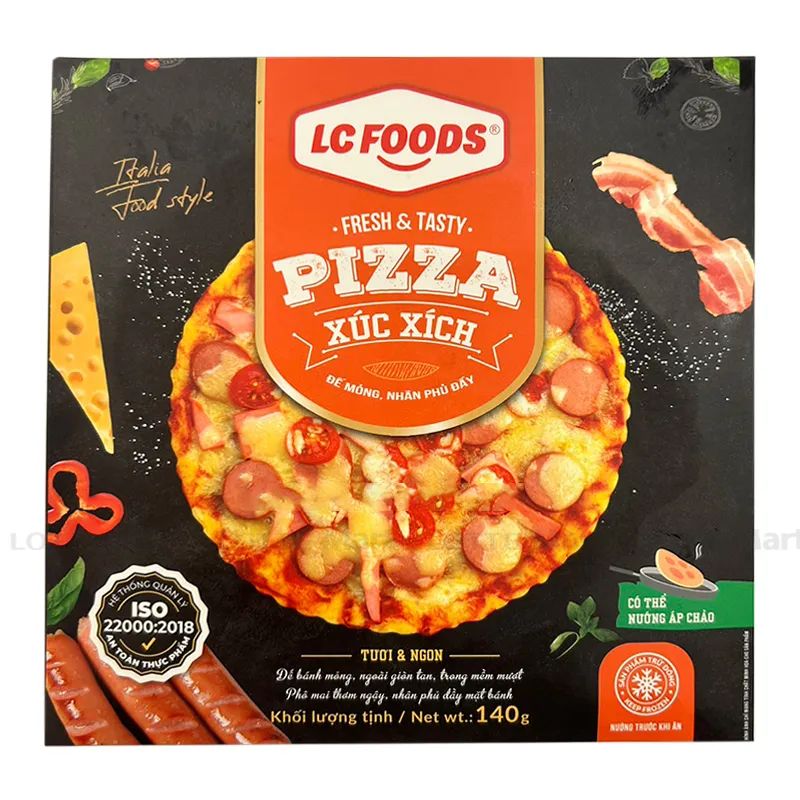 LC FOODS®
Italia
Food style
· FRESH & TASTY ·
PIZZA
XÚC XÍCH
ĐẾ MỎNG, NHÂN PHỦ ĐẦY
HỆ THỐNG QUẢN LÝ
ISO
22000:2018
AN TOÀN THỰC PHẨM
CÓ THỂ
NƯỚNG ÁP CHẢO
TƯƠI & NGON
Đế bánh mỏng, ngoài giòn tan, trong mềm mượt
Phô mai thơm ngậy, nhân phủ đầy mặt bánh
Khối lượng tịnh / Net wt.: 140g
SẢN PHẨM TRỮ ĐÔNG
KEEP FROZEN
NƯỚNG TRƯỚC KHI ĂN
Mart